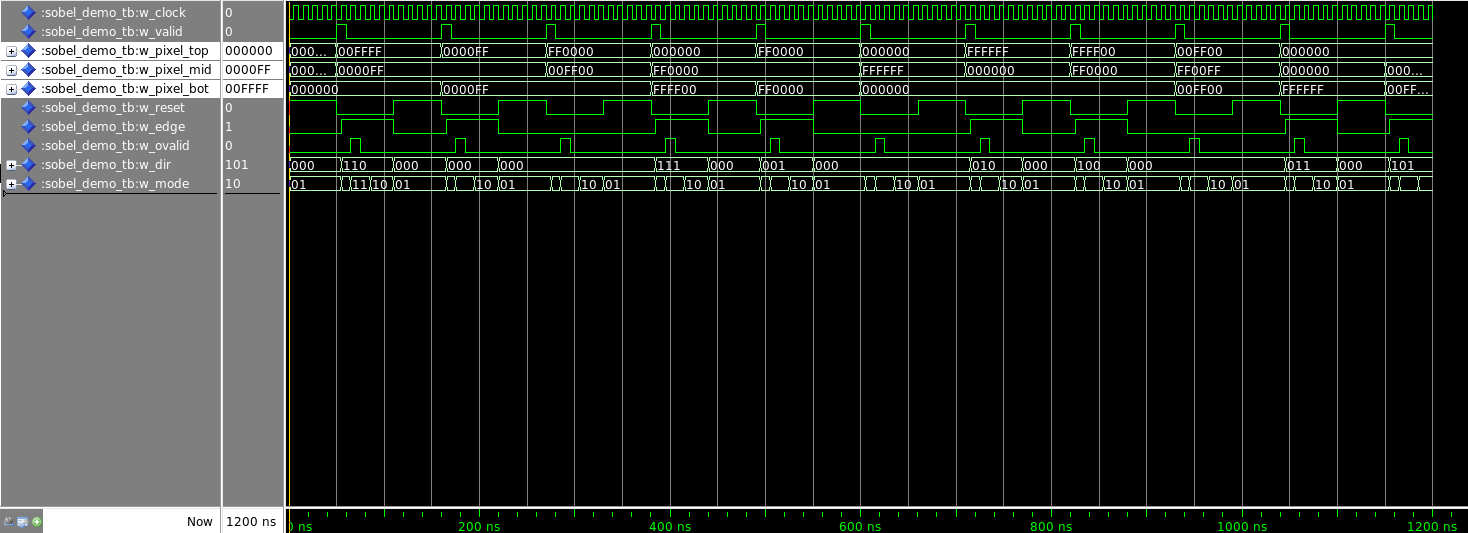 :sobel_demo_tb:w_clock 0
:sobel_demo_tb:w_valid 0
:sobel_demo_tb:w_pixel_top 000000 000... 00FFFF 0000FF FF0000 000000 FF0000 000000 FFFFFF FFFF00 00FF00 000000
:sobel_demo_tb:w_pixel_mid 0000FF 000... 0000FF 00FF00 FF0000 FFFFFF 000000 FF0000 FF00FF 000000 000...
:sobel_demo_tb:w_pixel_bot 00FFFF 000000 0000FF FFFF00 FF0000 000000 00FF00 FFFFFF 00FF...
:sobel_demo_tb:w_reset 0
:sobel_demo_tb:w_edge 1
:sobel_demo_tb:w_ovalid 0
:sobel_demo_tb:w_dir 101 000 110 000 000 000 111 000 001 000 010 000 100 000 011 000 101
:sobel_demo_tb:w_mode 10 01 11 10 01 10 01 10 01 10 01 10 01 10 01 10 01 10 01 10 01 10 01
Now 1200 ns 0 ns 200 ns 400 ns 600 ns 800 ns 1000 ns 1200 ns